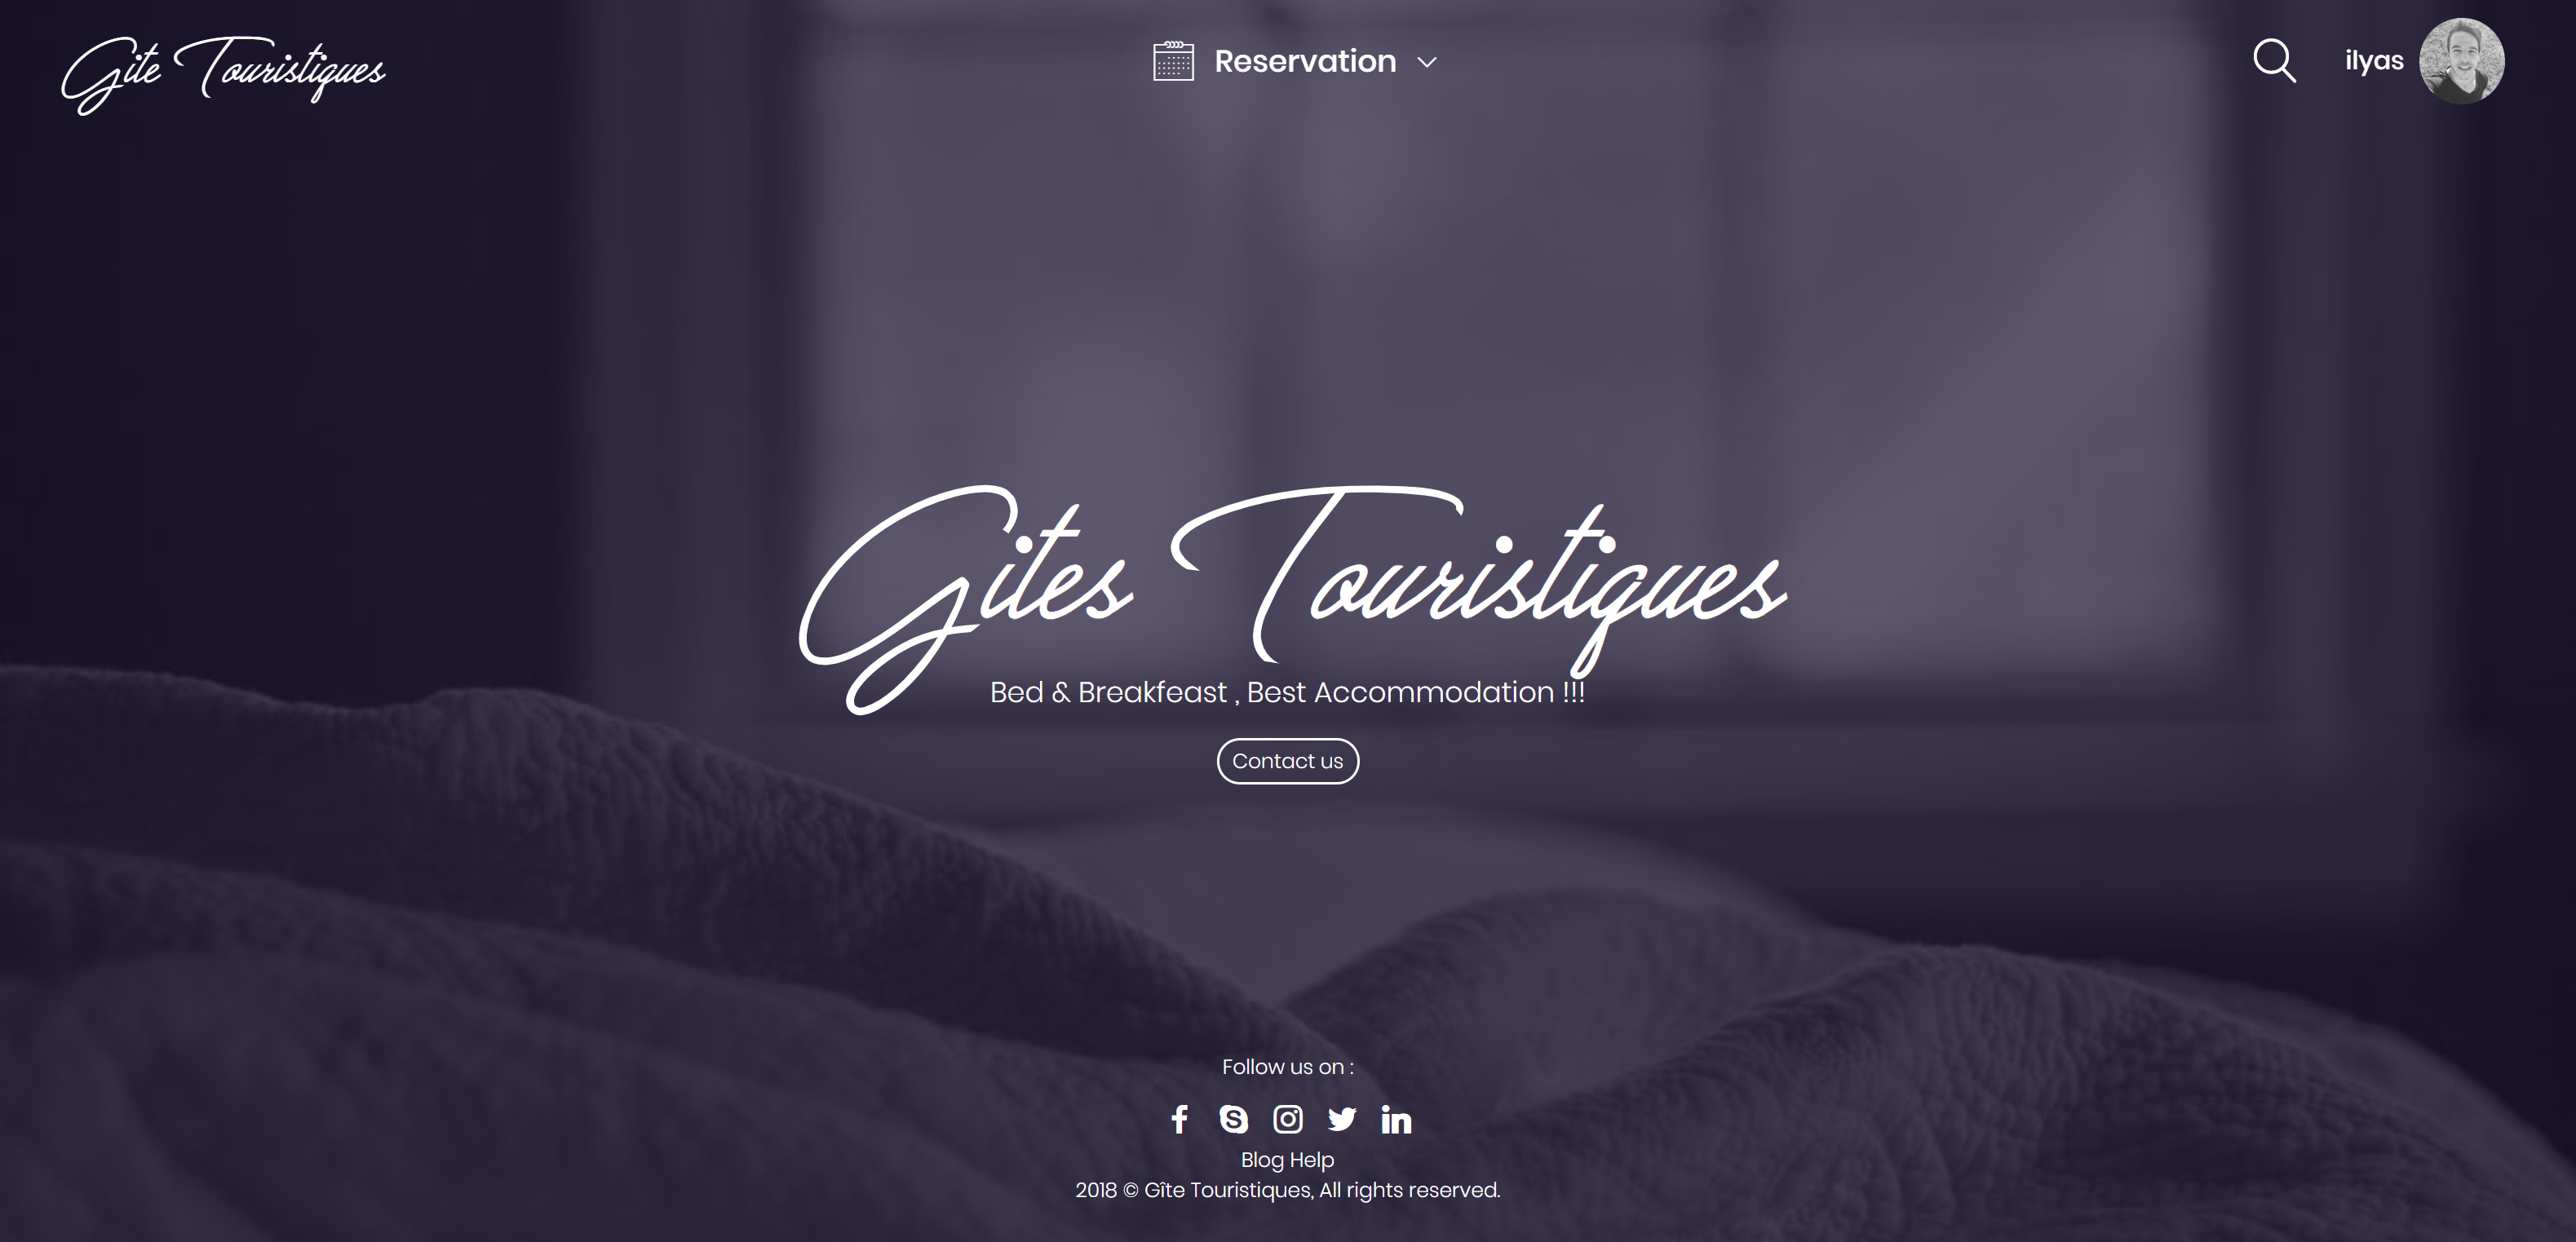 Gite Touristiques
Reservation
ilyas
Gites Touristiques
Bed & Breakfeast , Best Accommodation !!!
Contact us
Follow us on :
Blog Help
2018 © Gîte Touristiques, All rights reserved.